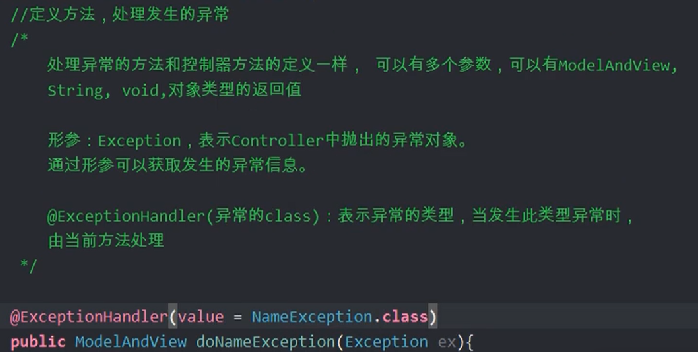 //定义方法，处理发生的异常
/*
处理异常的方法和控制器方法的定义一样， 可以有多个参数，可以有ModelAndView,
String, void,对象类型的返回值
形参：Exception，表示Controller中抛出的异常对象。
通过形参可以获取发生的异常信息。
@ExceptionHandler(异常的class)：表示异常的类型，当发生此类型异常时，
由当前方法处理
*/
@ExceptionHandler(value = NameException.class)
public ModelAndView doNameException(Exception ex){